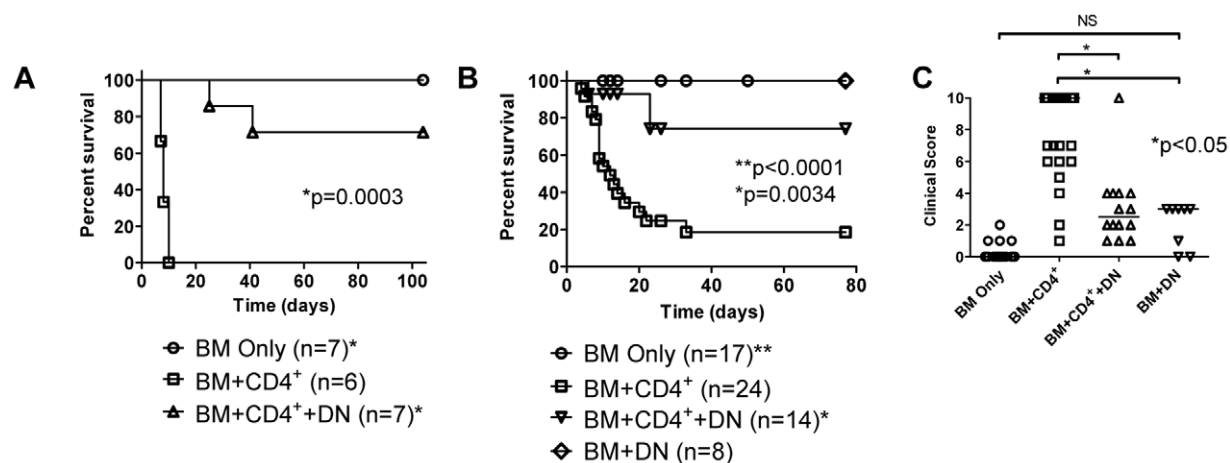 A
Percent survival
100
80
60
40
20
0
0
20
40
60
80
100
Time (days)
*p=0.0003
BM Only (n=7)*
BM+CD4⁺ (n=6)
BM+CD4⁺+DN (n=7)*
B
Percent survival
100
80
60
40
20
0
0
20
40
60
80
Time (days)
**p<0.0001
*p=0.0034
BM Only (n=17)**
BM+CD4⁺ (n=24)
BM+CD4⁺+DN (n=14)*
BM+DN (n=8)
C
NS
*
*
Clinical Score
10
8
6
4
2
0
*p<0.05
BM Only
BM+CD4⁺
BM+CD4⁺+DN
BM+DN